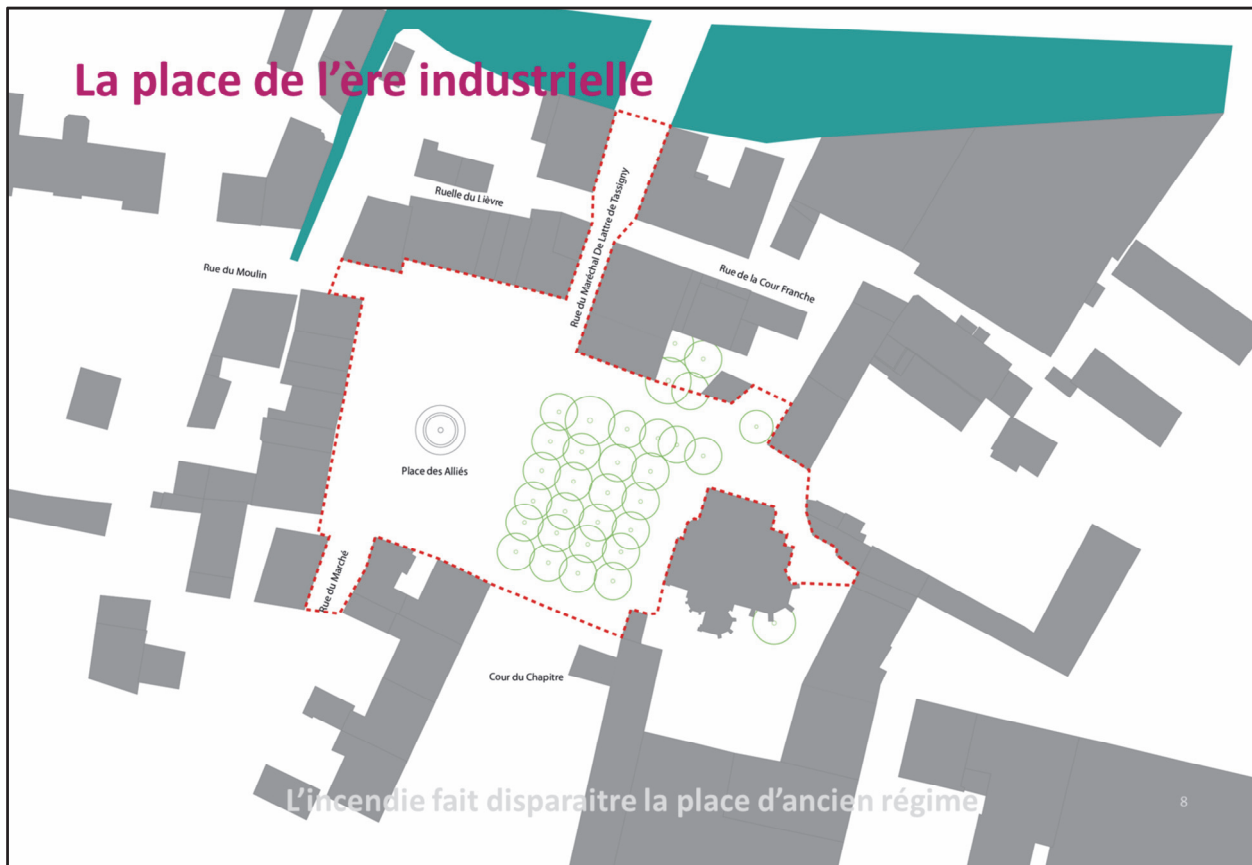 La place de l'ère industrielle
Ruelle du Lièvre
Rue du Maréchal De Lattre de Tassigny
Rue du Moulin
Rue de la Cour Franche
Place des Alliés
Rue du Marché
Cour du Chapitre
L'incendie fait disparaitre la place d'ancien régime
8